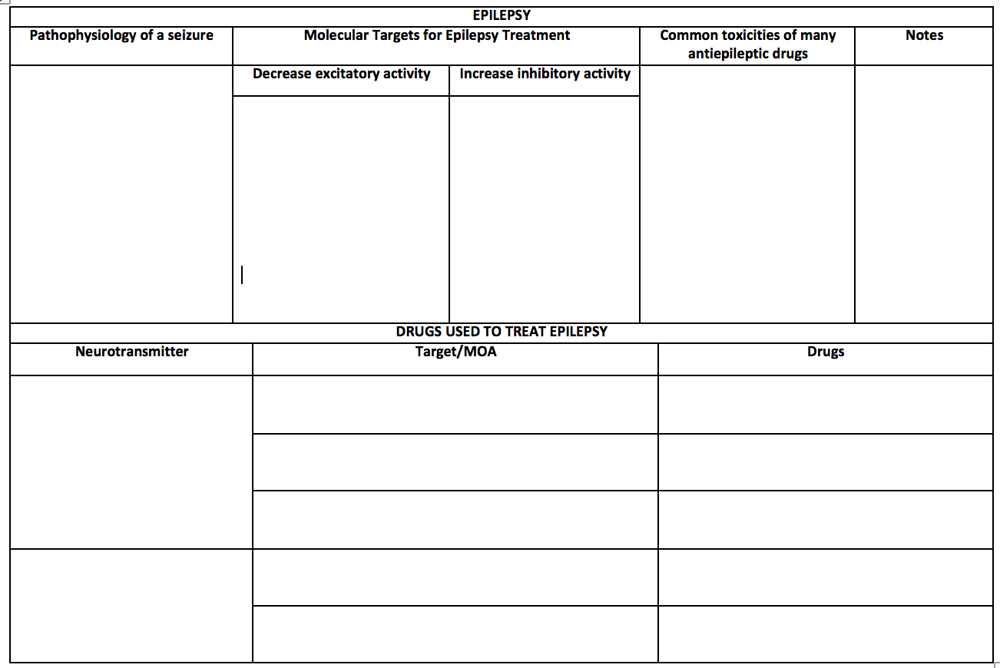 EPILEPSY
Pathophysiology of a seizure
Molecular Targets for Epilepsy Treatment
Common toxicities of many
antiepileptic drugs
Notes
Decrease excitatory activity
Increase inhibitory activity
DRUGS USED TO TREAT EPILEPSY
Neurotransmitter
Target/MOA
Drugs